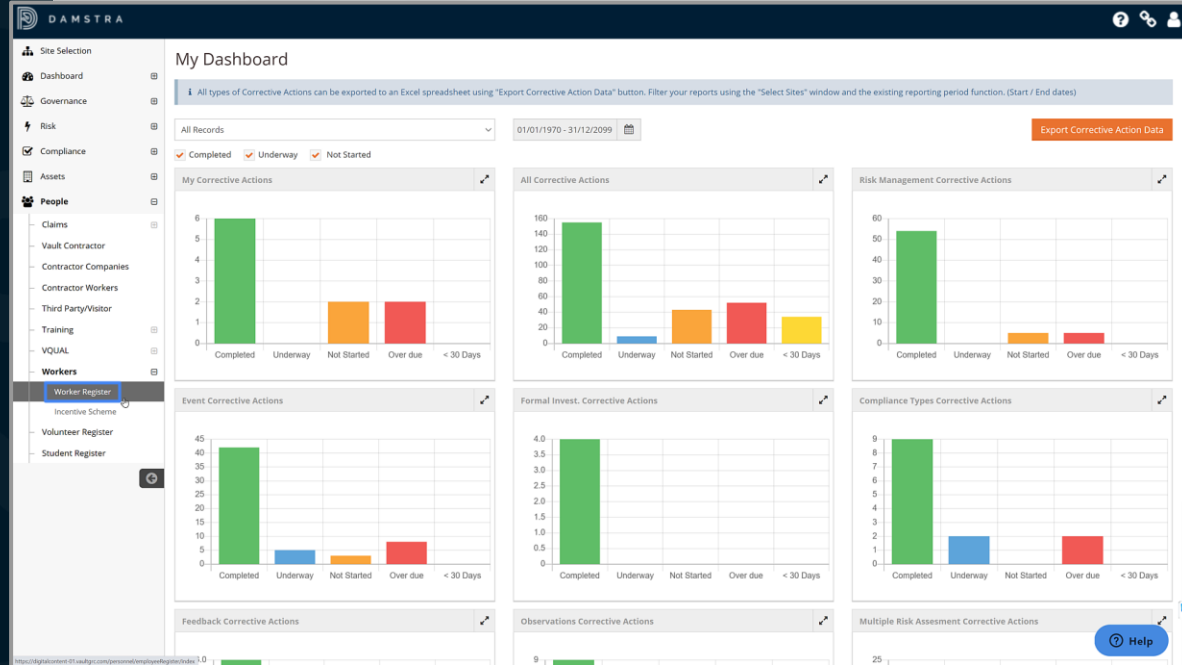 DAMSTRA
Site Selection
Dashboard
Governance
Risk
Compliance
Assets
People
Claims
Vault Contractor
Contractor Companies
Contractor Workers
Third Party/Visitor
Training
VQUAL
Workers
Worker Register
Incentive Scheme
Volunteer Register
Student Register
My Dashboard
All types of Corrective Actions can be exported to an Excel spreadsheet using "Export Corrective Action Data" button. Filter your reports using the "Select Sites" window and the existing reporting period function. (Start / End dates)
All Records
01/01/1970 - 31/12/2099
Export Corrective Action Data
Completed Underway Not Started
My Corrective Actions
6
5
4
3
2
1
0
Completed Underway Not Started Over due < 30 Days
All Corrective Actions
160
140
120
100
80
60
40
20
0
Completed Underway Not Started Over due < 30 Days
Risk Management Corrective Actions
60
50
40
30
20
10
0
Completed Underway Not Started Over due < 30 Days
Event Corrective Actions
45
40
35
30
25
20
15
10
5
0
Completed Underway Not Started Over due < 30 Days
Formal Invest. Corrective Actions
4.0
3.5
3.0
2.5
2.0
1.5
1.0
0.5
0
Completed Underway Not Started Over due < 30 Days
Compliance Types Corrective Actions
9
8
7
6
5
4
3
2
1
0
Completed Underway Not Started Over due < 30 Days
Feedback Corrective Actions
Observations Corrective Actions
9
Multiple Risk Assesment Corrective Actions
25
Help
https://digitalcontent-01.vaultgrc.com/personnel/employeeRegister/index